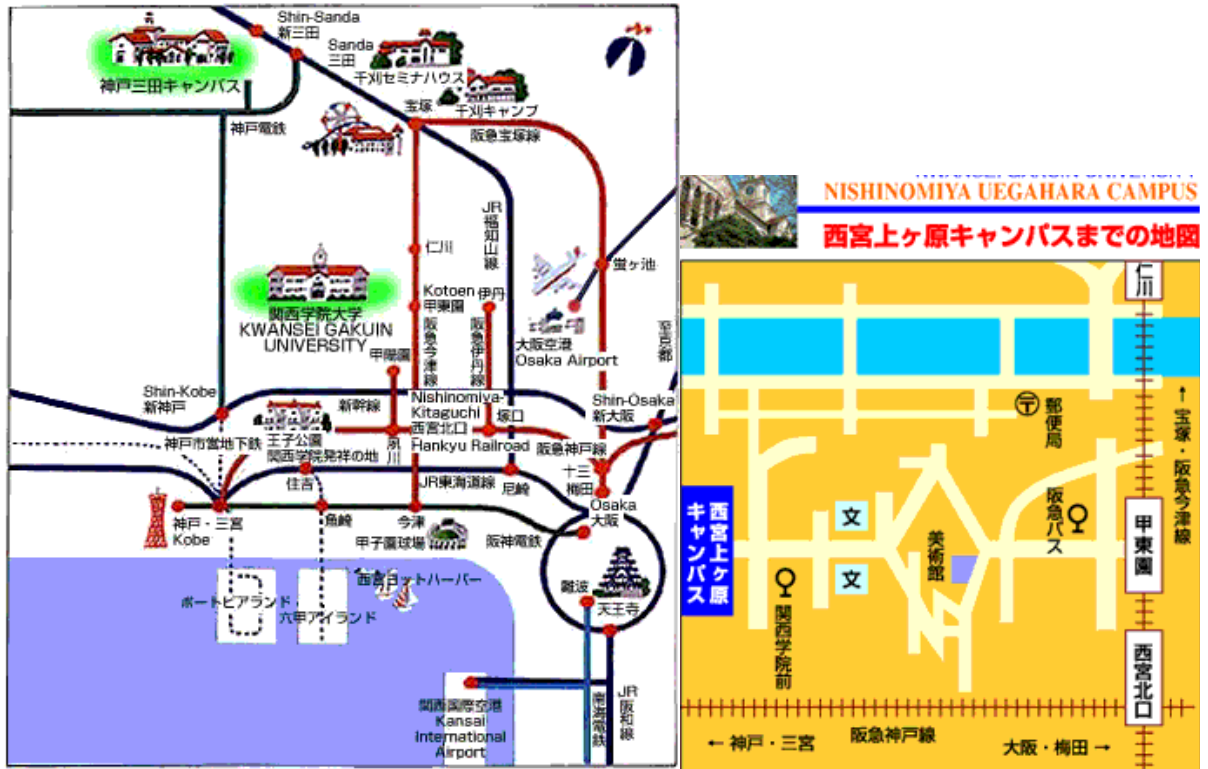 Shin-Sanda
新三田
Sanda
三田
神戸三田キャンパス
千刈セミナハウス
宝塚
千刈キャンプ
神戸電鉄
阪急宝塚線
JR福知山線
仁川
蛍ヶ池
Kotoen
甲東園
伊丹
関西学院大学
KWANSEI GAKUIN
UNIVERSITY
阪急今津線
阪急伊丹線
大阪空港
Osaka Airport
至京都
甲陽園
Shin-Kobe
新神戸
新幹線
Nishinomiya-
Kitaguchi
西宮北口
塚口
Shin-Osaka
新大阪
神戸市営地下鉄
王子公園
夙川
Hankyu Railroad
阪急神戸線
関西学院発祥の地
十三
住吉
JR東海道線
尼崎
梅田
Osaka
大阪
神戸・三宮
Kobe
魚崎
今津
甲子園球場
阪神電鉄
西宮ヨットハーバー
ポートピアランド
六甲アイランド
難波
天王寺
関西国際空港
Kansai
International
Airport
南海電鉄
JR阪和線
KWANSEI GAKUIN UNIVERSITY
NISHINOMIYA UEGAHARA CAMPUS
西宮上ヶ原キャンパスまでの地図
仁川
郵便局
↑宝塚・阪急今津線
西宮上ヶ原
キャンパス
文
文
美術館
阪急バス
甲東園
関西学院前
西宮北口
← 神戸・三宮
阪急神戸線
大阪・梅田 →